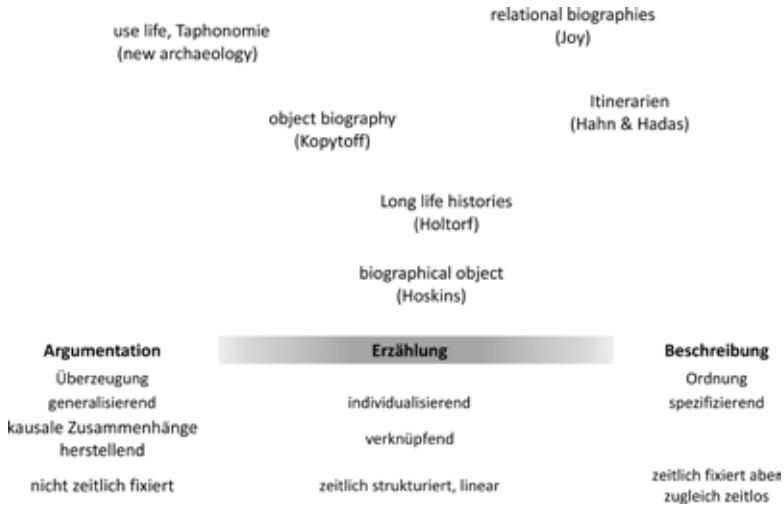 use life, Taphonomie
(new archaeology)
relational biographies
(Joy)
object biography
(Kopytoff)
Itinerarien
(Hahn & Hadas)
Long life histories
(Holtorf)
biographical object
(Hoskins)
Argumentation
Erzählung
Beschreibung
Überzeugung
Ordnung
generalisierend
individualisierend
spezifizierend
kausale Zusammenhänge
herstellend
verknüpfend
nicht zeitlich fixiert
zeitlich strukturiert, linear
zeitlich fixiert aber
zugleich zeitlos